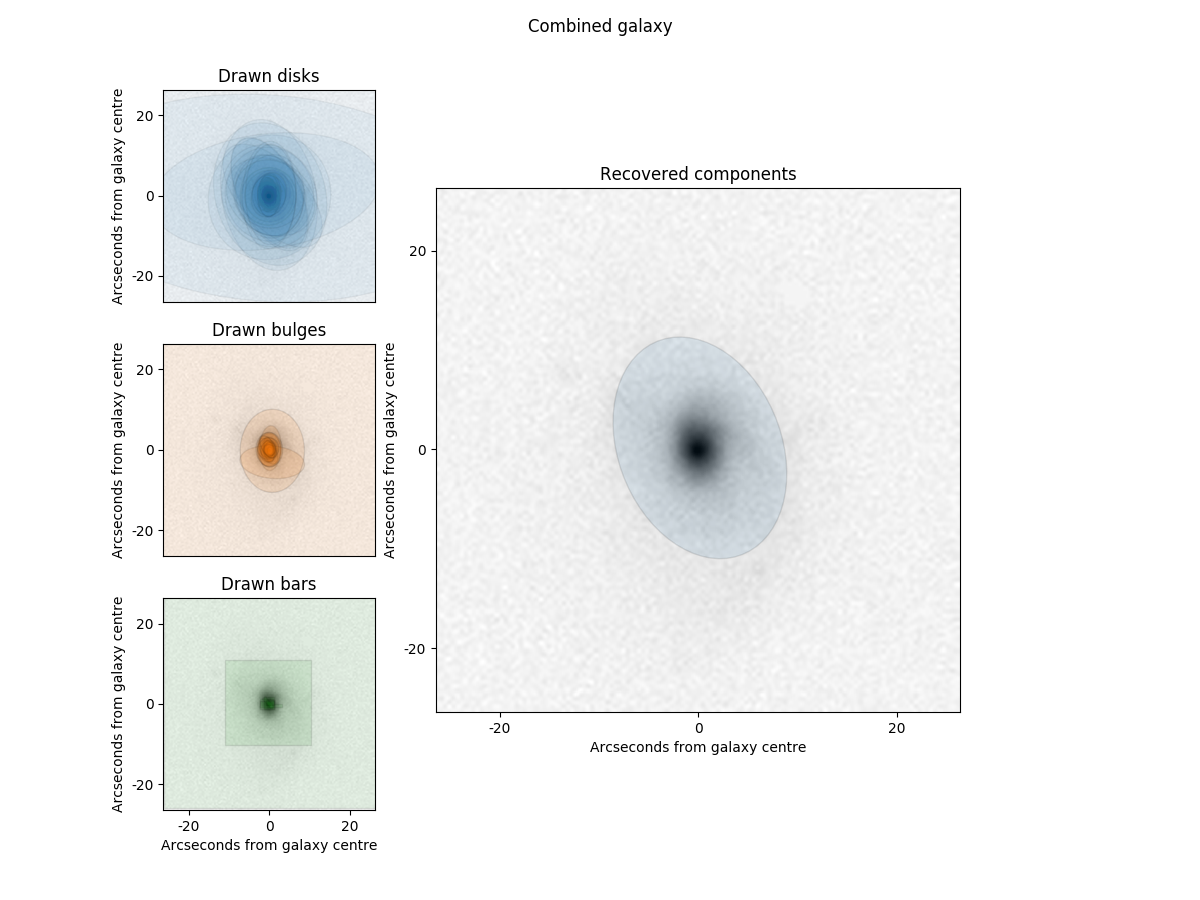 Combined galaxy
Drawn disks
Arcseconds from galaxy centre
20
0
-20
Drawn bulges
Arcseconds from galaxy centre
20
0
-20
Drawn bars
Arcseconds from galaxy centre
20
0
-20
-20 0 20
Arcseconds from galaxy centre
Recovered components
Arcseconds from galaxy centre
20
0
-20
-20 0 20
Arcseconds from galaxy centre